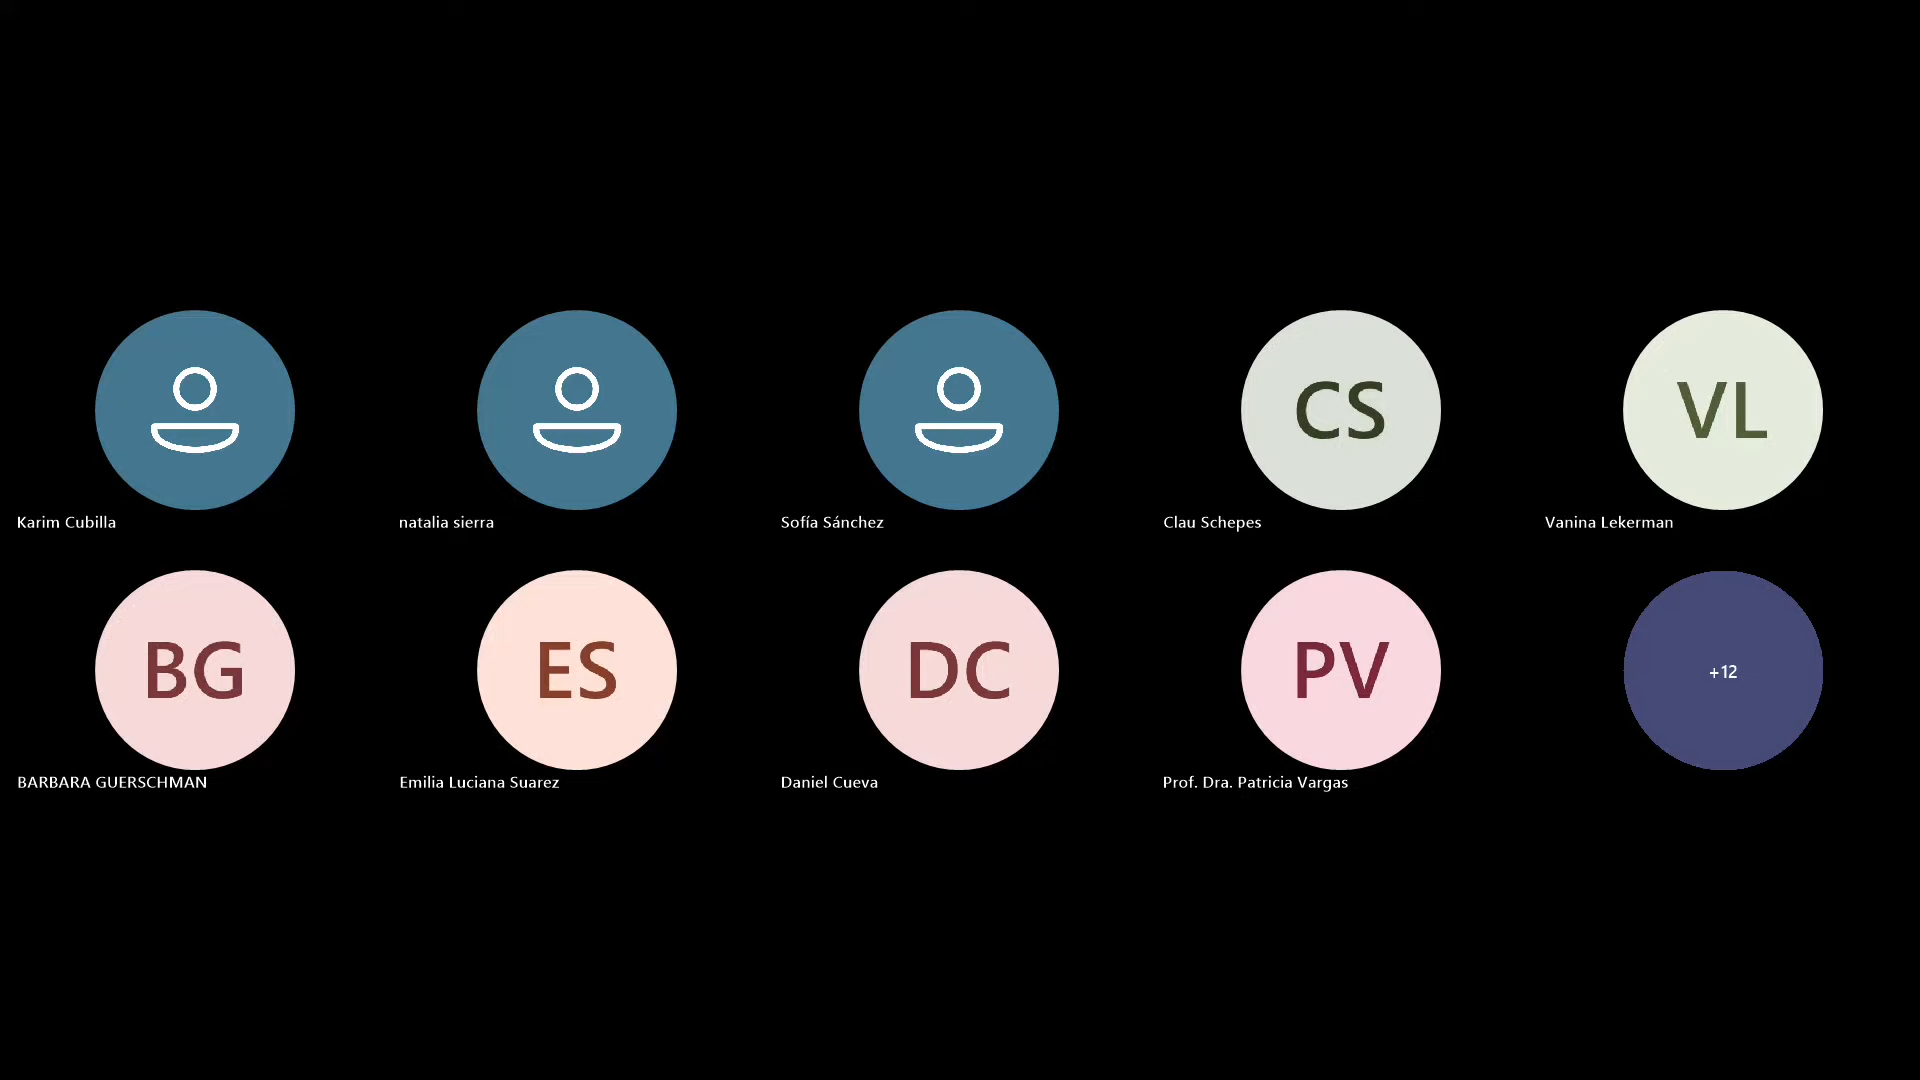 CS
VL
Karim Cubilla
natalia sierra
Sofía Sánchez
Clau Schepes
Vanina Lekerman
BG
ES
DC
PV
+12
BARBARA GUERSCHMAN
Emilia Luciana Suarez
Daniel Cueva
Prof. Dra. Patricia Vargas